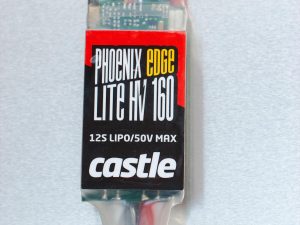 PHOENIX EDGE
LITE HV 160
12S LIPO/50V MAX
castle